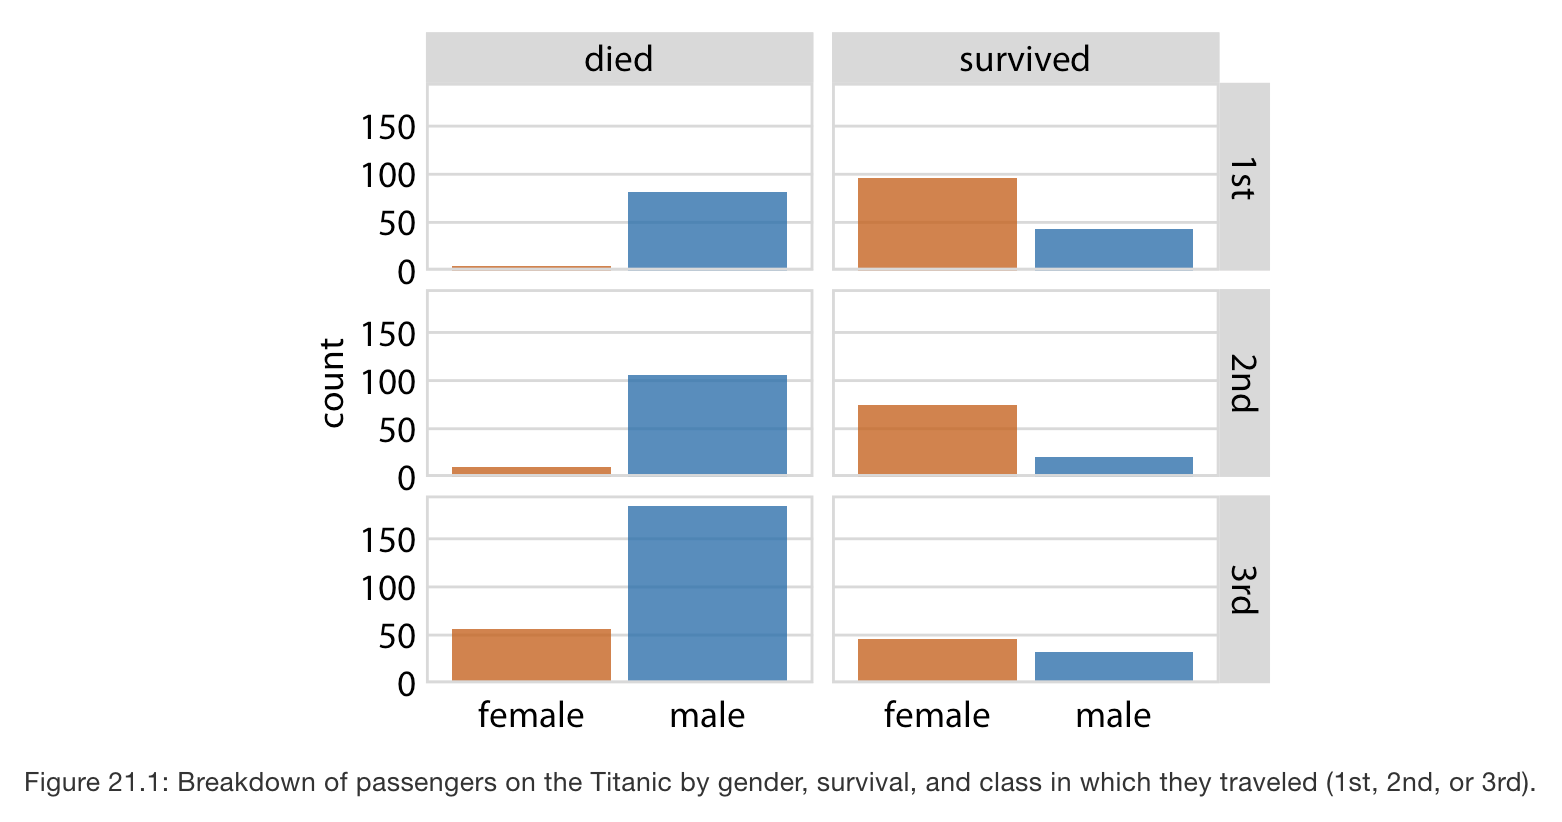 died
survived
150
100
50
0
1st
count
150
100
50
0
2nd
150
100
50
0
3rd
female
male
female
male
Figure 21.1: Breakdown of passengers on the Titanic by gender, survival, and class in which they traveled (1st, 2nd, or 3rd).